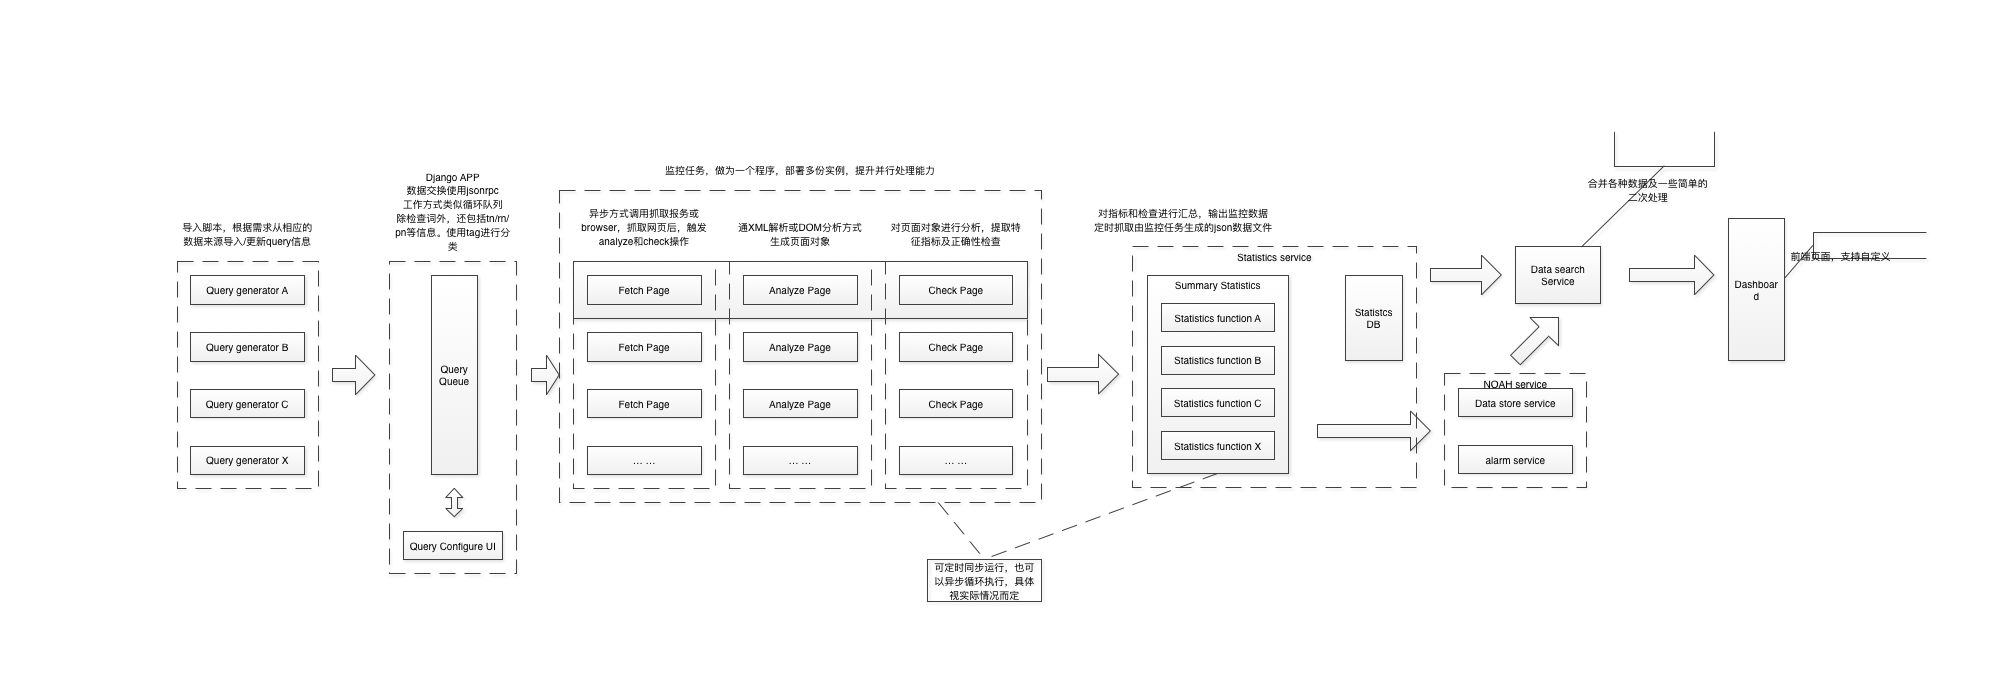 导入脚本，根据需求从相应的
数据来源导入/更新query信息
Query generator A
Query generator B
Query generator C
Query generator X
Django APP
数据交换使用jsonrpc
工作方式类似循环队列
除检查词外，还包括tn/rn/
pn等信息。使用tag进行分
类
Query
Queue
Query Configure UI
监控任务，做为一个程序，部署多份实例，提升并行处理能力
异步方式调用抓取报务或
browser，抓取网页后，触发
analyze和check操作
通XML解析或DOM分析方式
生成页面对象
对页面对象进行分析，提取特
征指标及正确性检查
Fetch Page
Analyze Page
Check Page
Fetch Page
Analyze Page
Check Page
Fetch Page
Analyze Page
Check Page
... ...
... ...
... ...
可定时同步运行，也可
以异步循环执行，具体
视实际情况而定
对指标和检查进行汇总，输出监控数据
定时抓取由监控任务生成的json数据文件
Statistics service
Summary Statistics
Statistics function A
Statistics function B
Statistics function C
Statistics function X
Statistcs
DB
合并各种数据及一些简单的
二次处理
Data search
Service
NOAH service
Data store service
alarm service
Dashboar
d
前端页面，支持自定义